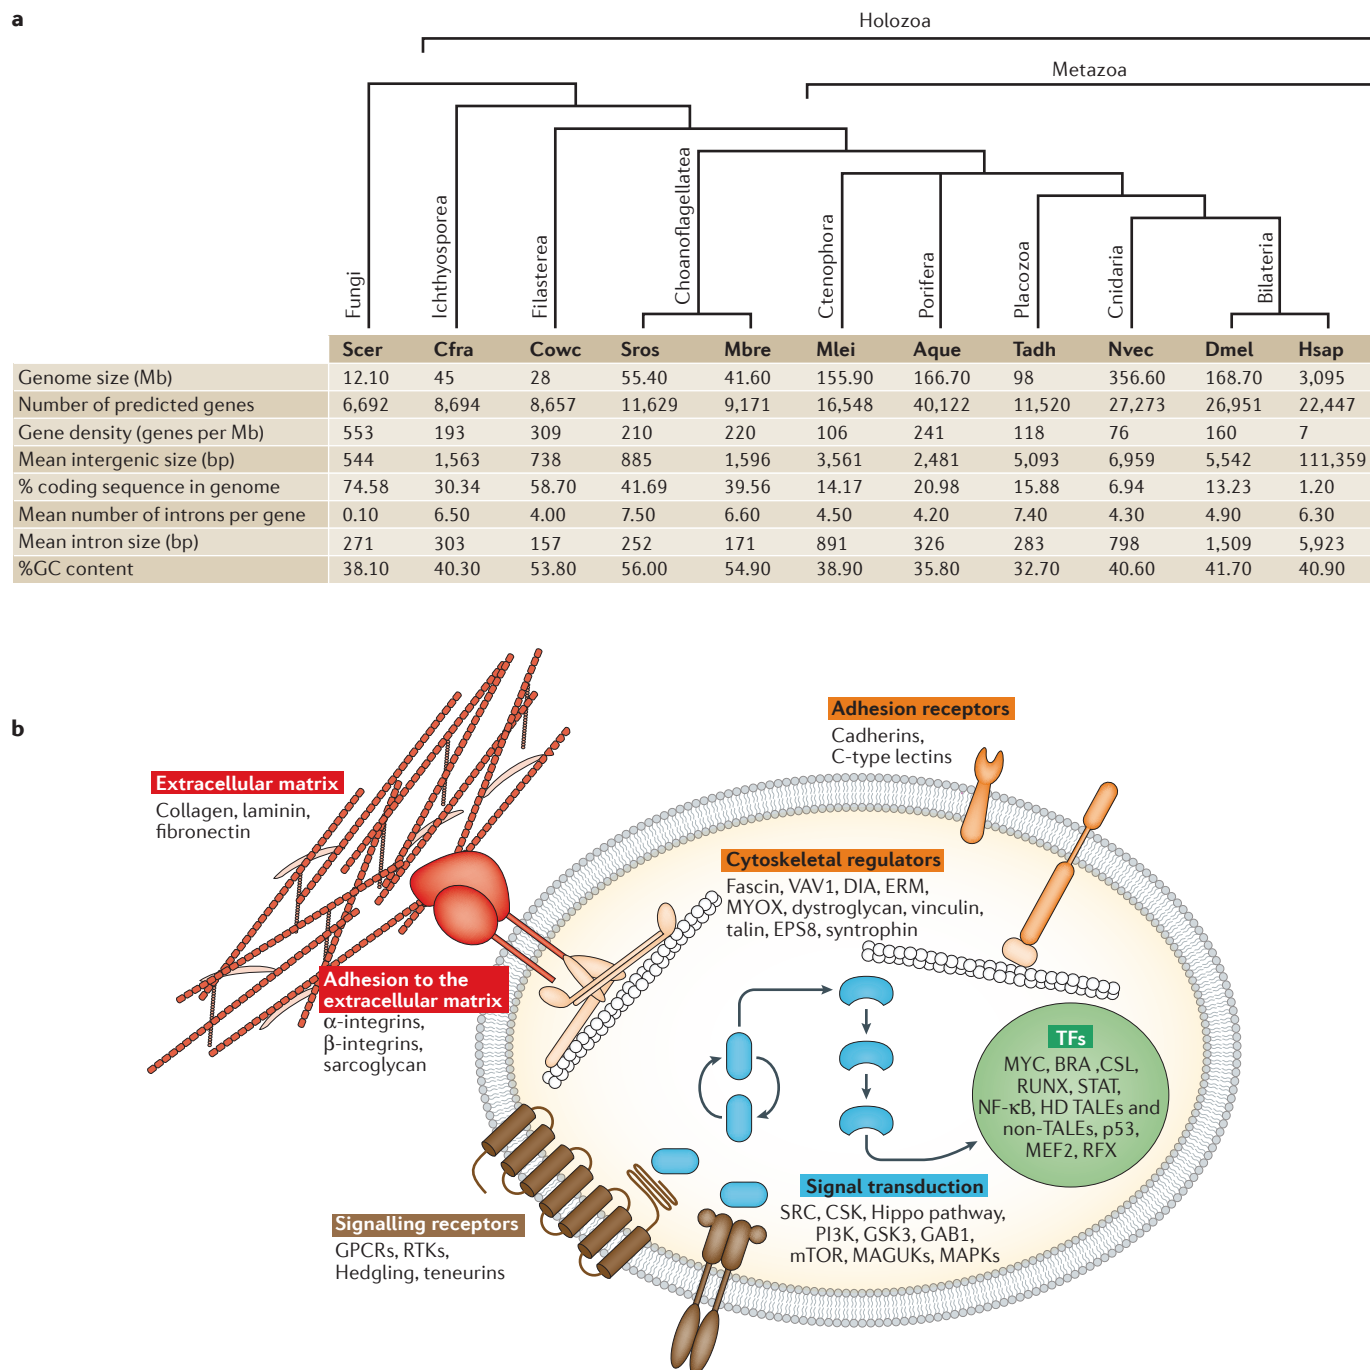 a
Holozoa
Metazoa
Fungi
Ichthyosporea
Filasterea
Choanoflagellatea
Ctenophora
Porifera
Placozoa
Cnidaria
Bilateria
Scer Cfra Cowc Sros Mbre Mlei Aque Tadh Nvec Dmel Hsap
Genome size (Mb) 12.10 45 28 55.40 41.60 155.90 166.70 98 356.60 168.70 3,095
Number of predicted genes 6,692 8,694 8,657 11,629 9,171 16,548 40,122 11,520 27,273 26,951 22,447
Gene density (genes per Mb) 553 193 309 210 220 106 241 118 76 160 7
Mean intergenic size (bp) 544 1,563 738 885 1,596 3,561 2,481 5,093 6,959 5,542 111,359
% coding sequence in genome 74.58 30.34 58.70 41.69 39.56 14.17 20.98 15.88 6.94 13.23 1.20
Mean number of introns per gene 0.10 6.50 4.00 7.50 6.60 4.50 4.20 7.40 4.30 4.90 6.30
Mean intron size (bp) 271 303 157 252 171 891 326 283 798 1,509 5,923
%GC content 38.10 40.30 53.80 56.00 54.90 38.90 35.80 32.70 40.60 41.70 40.90
b
Extracellular matrix
Collagen, laminin,
fibronectin
Adhesion receptors
Cadherins,
C-type lectins
Cytoskeletal regulators
Fascin, VAV1, DIA, ERM,
MYOX, dystroglycan, vinculin,
talin, EPS8, syntrophin
Adhesion to the
extracellular matrix
α-integrins,
β-integrins,
sarcoglycan
TFs
MYC, BRA ,CSL,
RUNX, STAT,
NF-κB, HD TALEs and
non-TALEs, p53,
MEF2, RFX
Signal transduction
SRC, CSK, Hippo pathway,
PI3K, GSK3, GAB1,
mTOR, MAGUKs, MAPKs
Signalling receptors
GPCRs, RTKs,
Hedgling, teneurins